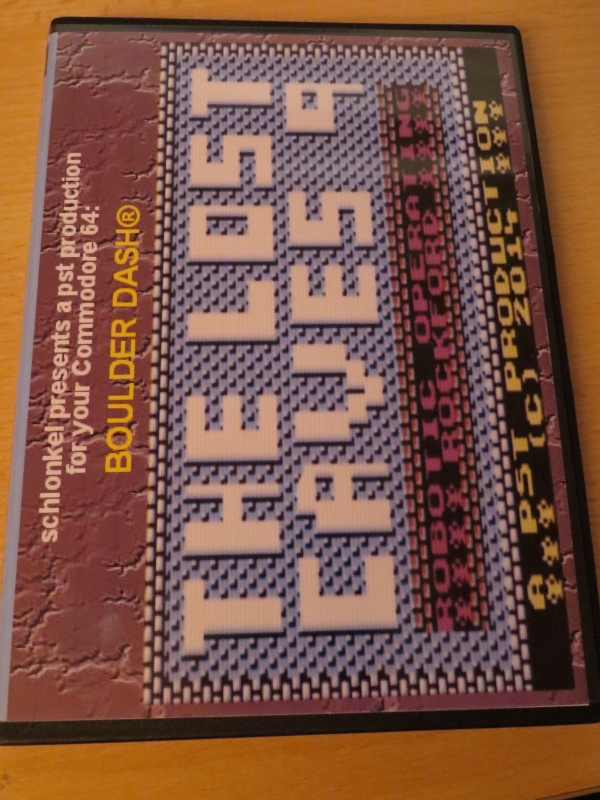 schlonkel presents a pst production
for your Commodore 64:
BOULDER DASH®
THE LOST
CAVES 9
ROBOTIC OPERATING
ROCKFORD
A PST PRODUCTION
(C) 2014